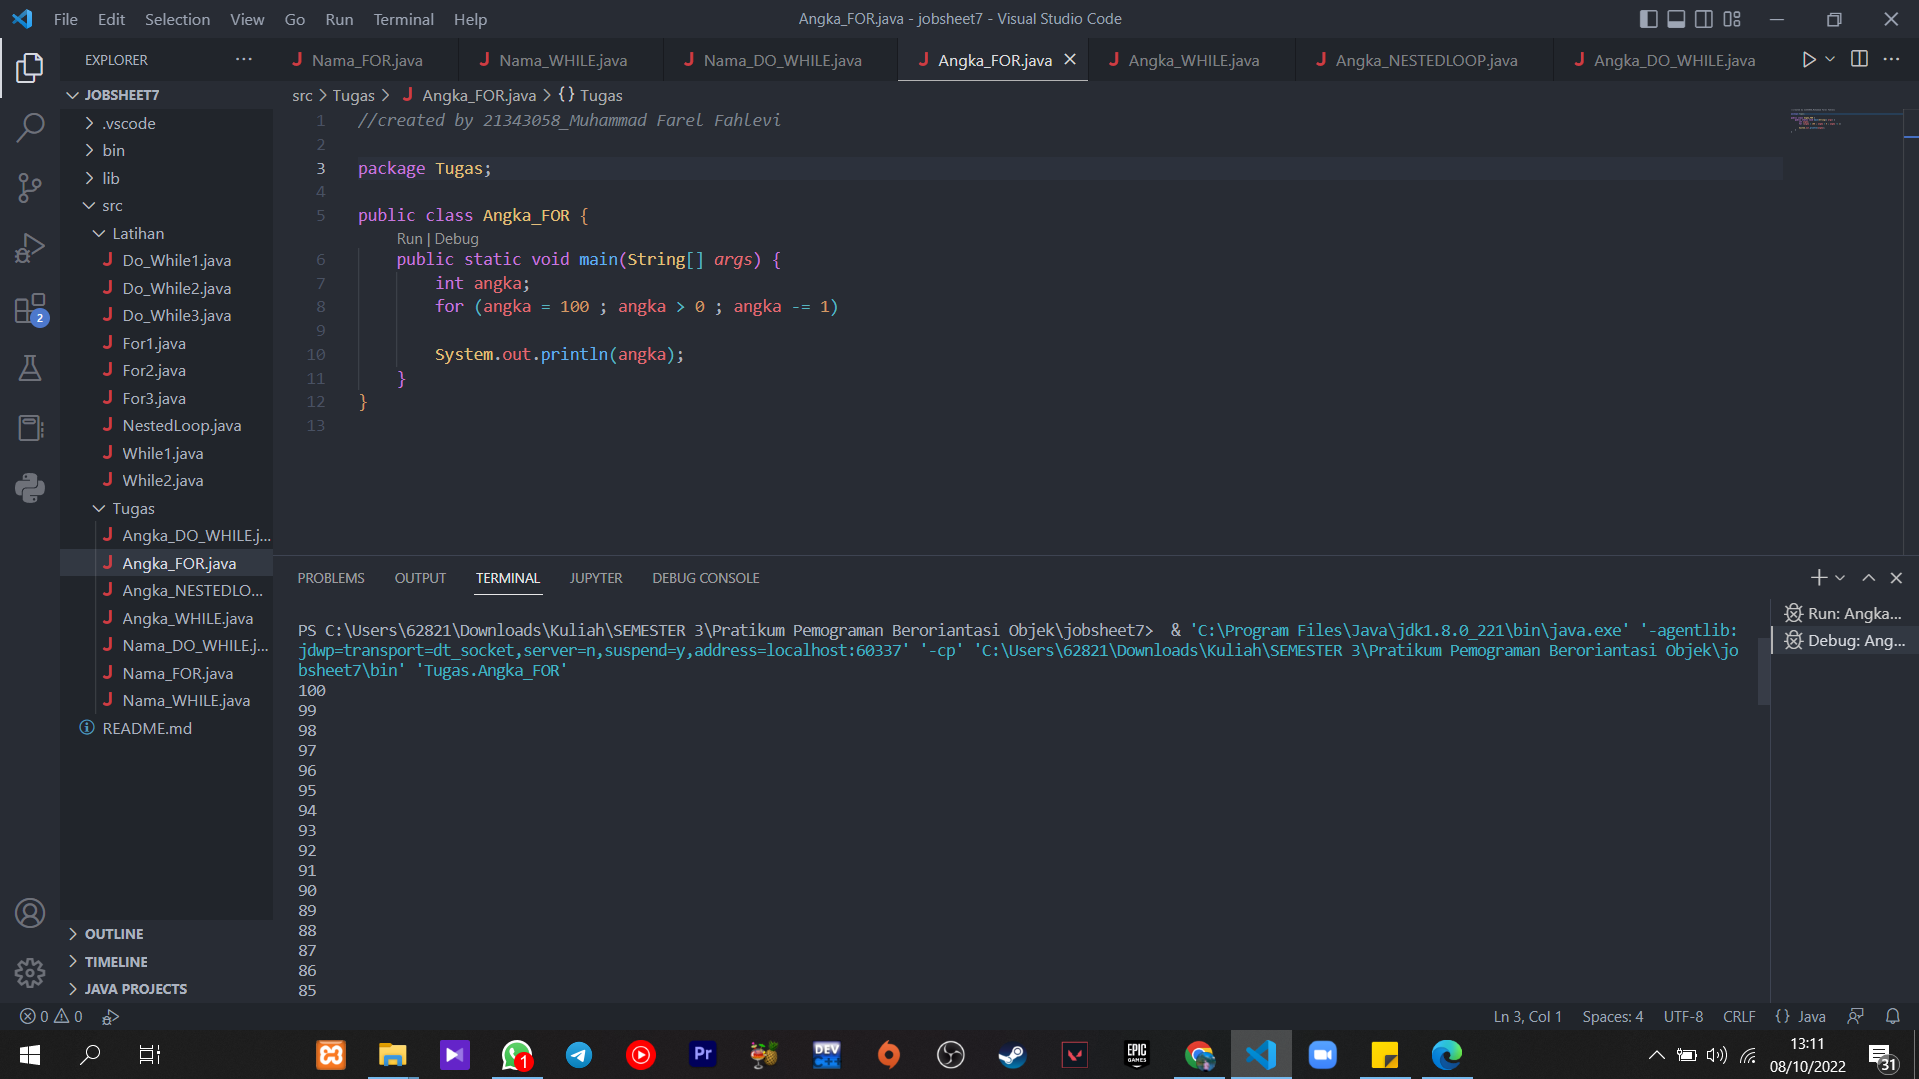 File Edit Selection View Go Run Terminal Help
Angka_FOR.java - jobsheet7 - Visual Studio Code
EXPLORER
Nama_FOR.java Nama_WHILE.java Nama_DO_WHILE.java Angka_FOR.java Angka_WHILE.java Angka_NESTEDLOOP.java Angka_DO_WHILE.java
JOBSHEET7
.vscode
bin
lib
src
Latihan
Do_While1.java
Do_While2.java
Do_While3.java
For1.java
For2.java
For3.java
NestedLoop.java
While1.java
While2.java
Tugas
Angka_DO_WHILE.j...
Angka_FOR.java
Angka_NESTEDLO...
Angka_WHILE.java
Nama_DO_WHILE.j...
Nama_FOR.java
Nama_WHILE.java
README.md
OUTLINE
TIMELINE
JAVA PROJECTS
2
src > Tugas > Angka_FOR.java > {} Tugas
1 //created by 21343058_Muhammad Farel Fahlevi
2
3 package Tugas;
4
5 public class Angka_FOR {
Run | Debug
6 public static void main(String[] args) {
7 int angka;
8 for (angka = 100 ; angka > 0 ; angka -= 1)
9
10 System.out.println(angka);
11 }
12 }
13
PROBLEMS OUTPUT TERMINAL JUPYTER DEBUG CONSOLE
Run: Angka...
Debug: Ang...
PS C:\Users\62821\Downloads\Kuliah\SEMESTER 3\Pratikum Pemograman Beroriantasi Objek\jobsheet7> & 'C:\Program Files\Java\jdk1.8.0_221\bin\java.exe' '-agentlib:
jdwp=transport=dt_socket,server=n,suspend=y,address=localhost:60337' '-cp' 'C:\Users\62821\Downloads\Kuliah\SEMESTER 3\Pratikum Pemograman Beroriantasi Objek\jo
bsheet7\bin' 'Tugas.Angka_FOR'
100
99
98
97
96
95
94
93
92
91
90
89
88
87
86
85
0 0
Ln 3, Col 1 Spaces: 4 UTF-8 CRLF {} Java
1
Pr
DEV C++
EPIC GAMES
13:11
08/10/2022
31